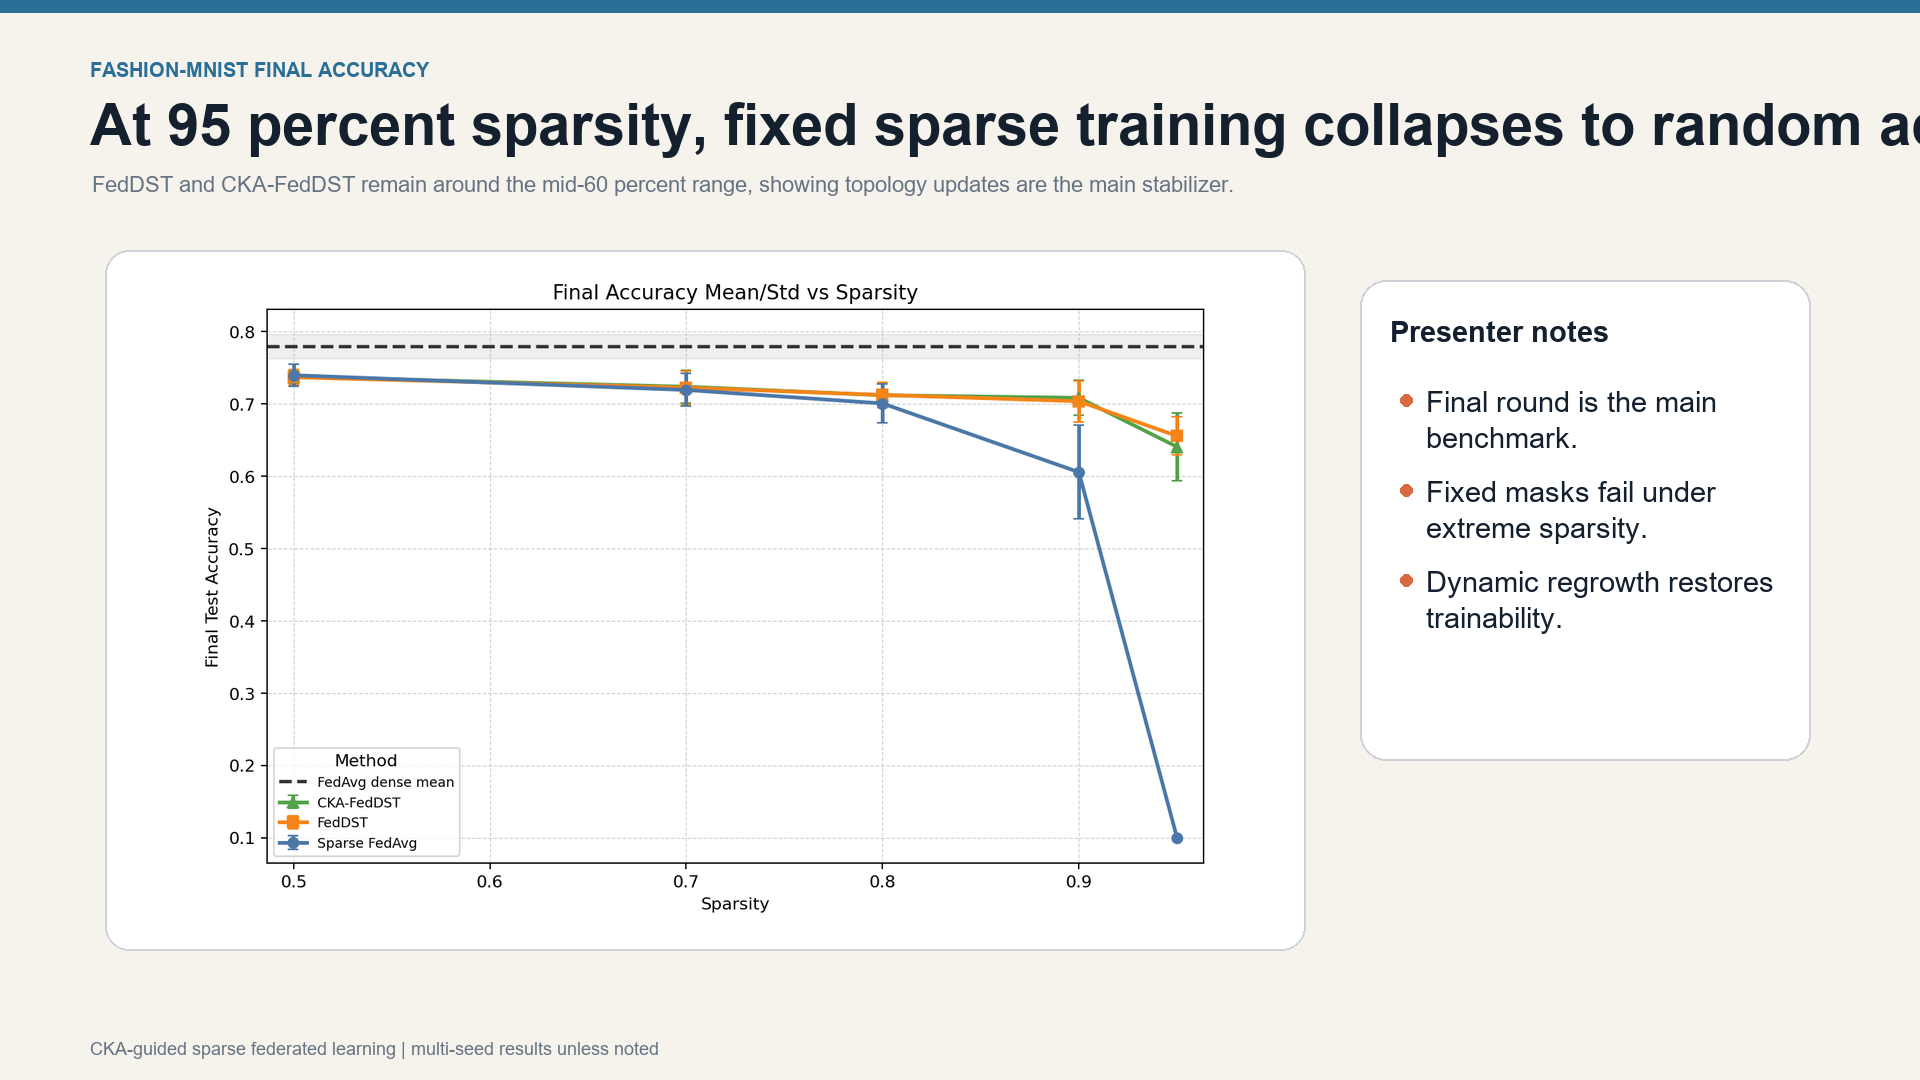 FASHION-MNIST FINAL ACCURACY
At 95 percent sparsity, fixed sparse training collapses to random
FedDST and CKA-FedDST remain around the mid-60 percent range, showing topology updates are the main stabilizer.
Final Accuracy Mean/Std vs Sparsity
0.8
0.7
0.6
0.5
0.4
0.3
0.2
0.1
Final Test Accuracy
Method
FedAvg dense mean
CKA-FedDST
FedDST
Sparse FedAvg
0.5 0.6 0.7 0.8 0.9
Sparsity
Presenter notes
Final round is the main
benchmark.
Fixed masks fail under
extreme sparsity.
Dynamic regrowth restores
trainability.
CKA-guided sparse federated learning | multi-seed results unless noted